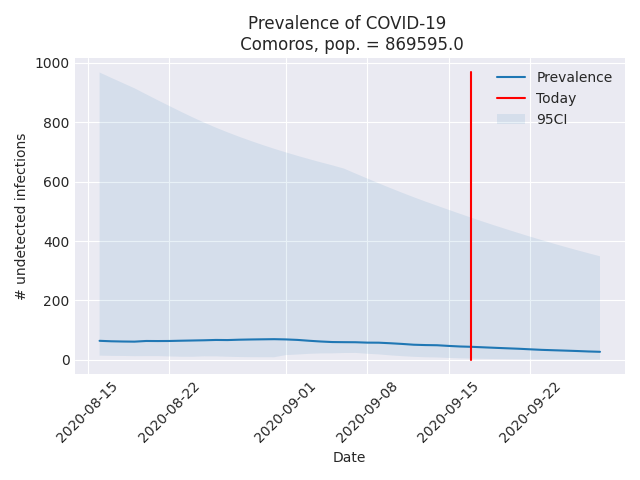 Prevalence of COVID-19
Comoros, pop. = 869595.0
1000
800
600
400
200
0
# undetected infections
Prevalence
Today
95CI
2020-08-15
2020-08-22
2020-09-01
2020-09-08
2020-09-15
2020-09-22
Date